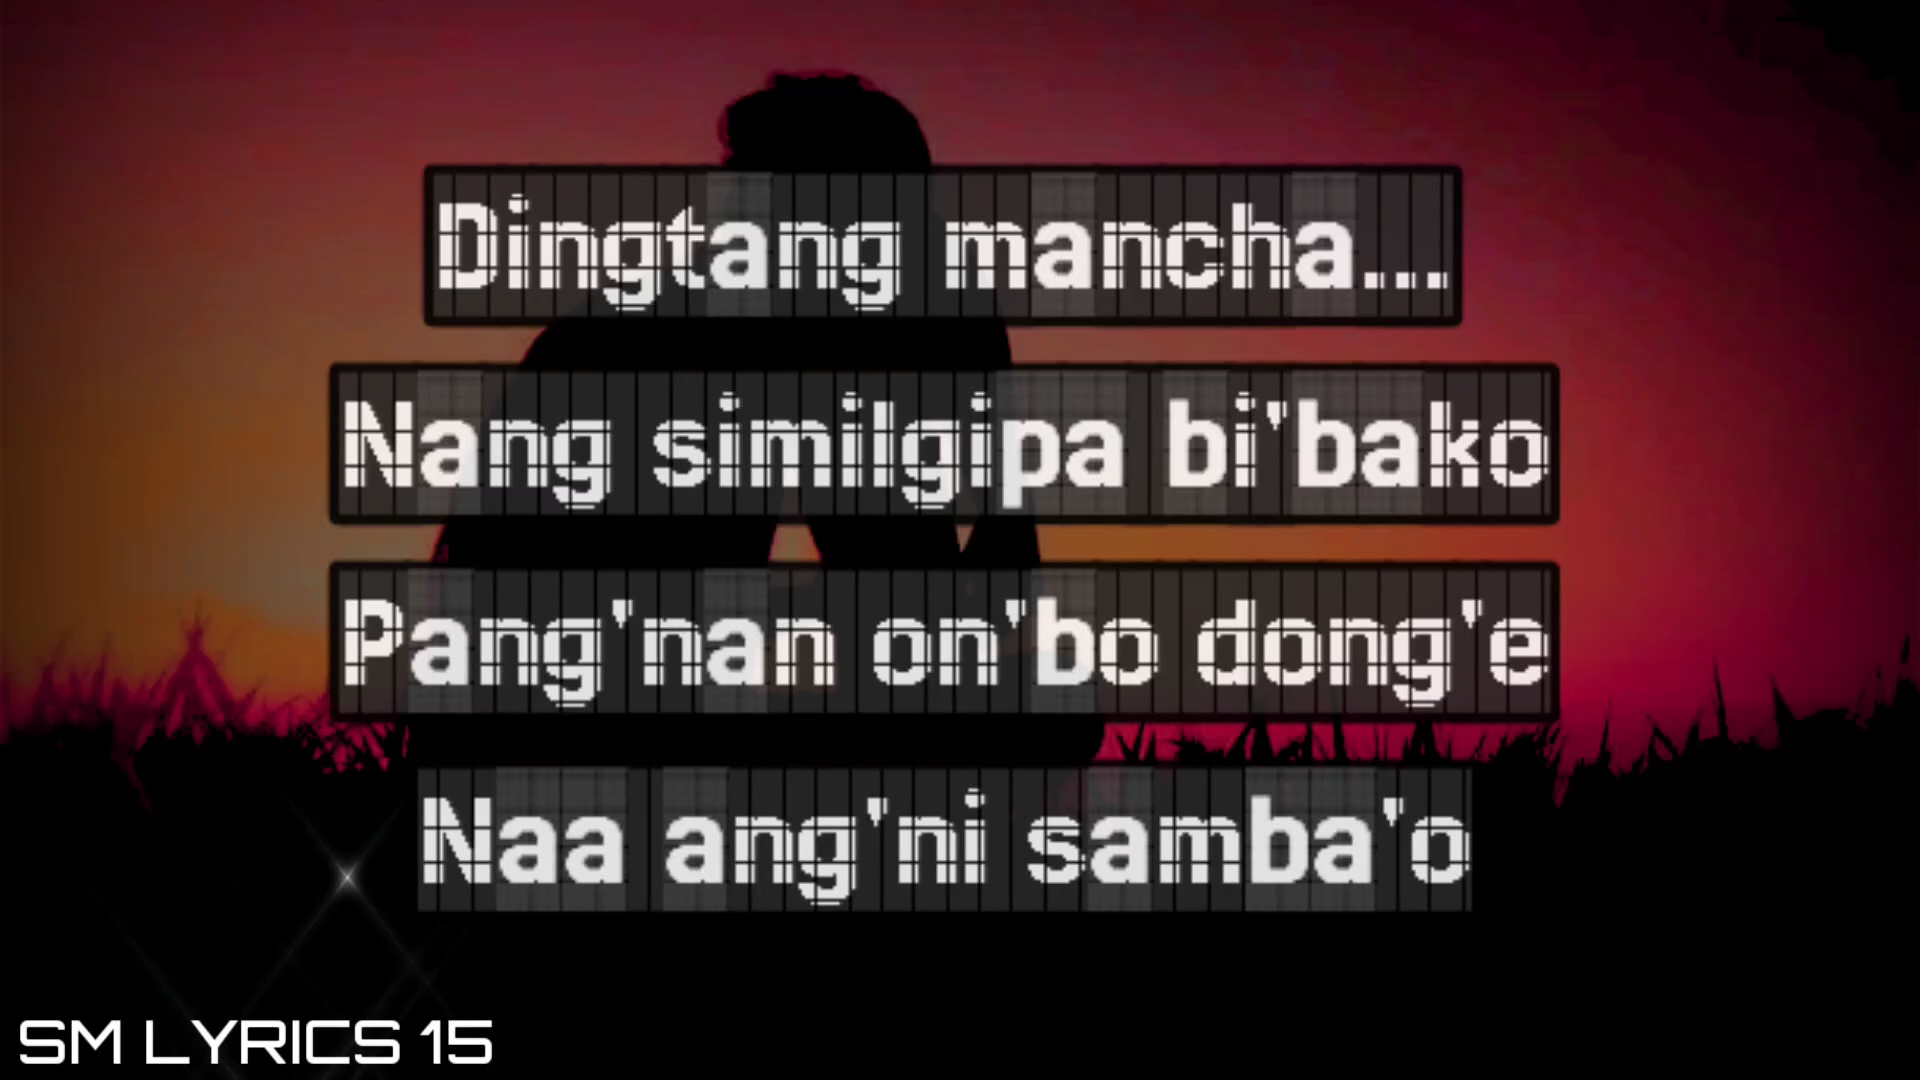 Dingtang mancha...
Nang similgipa bi'bako
Pang'nan on'bo dong'e
Naa ang'ni samba'o
SM LYRICS 15